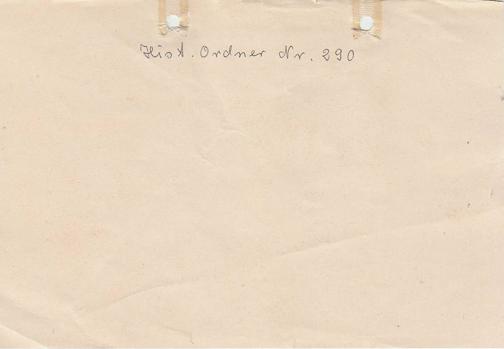 Hist. Ordner Nr. 290